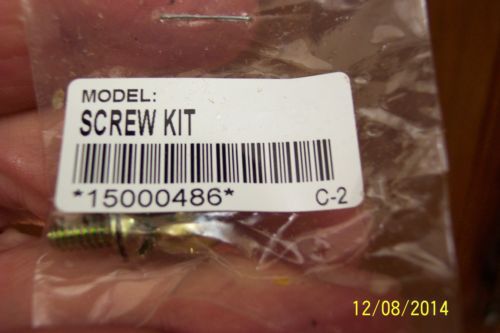 MODEL:
SCREW KIT
*15000486* C-2
12/08/2014